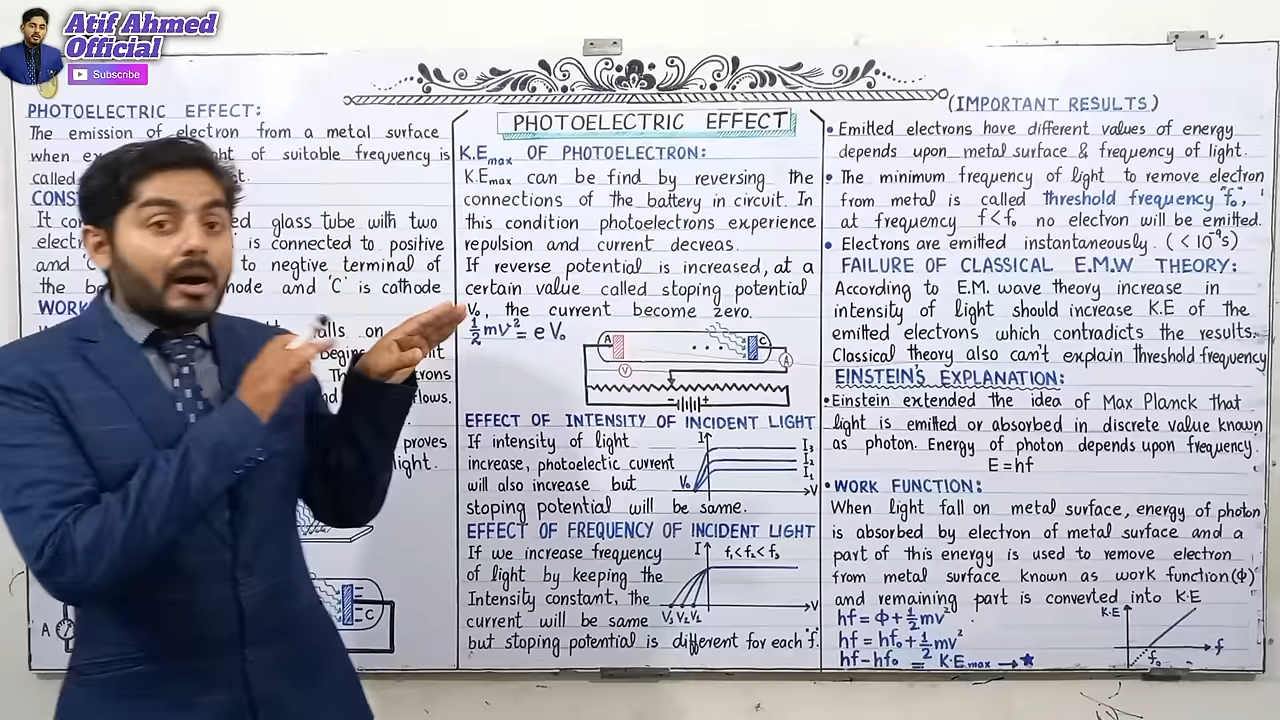 Atif Ahmed
Official
Subscribe
PHOTOELECTRIC EFFECT:
The emission of electron from a metal surface
when of suitable frequency is
called
CONS
It glass tube with two
is connected to positive
and to negtive terminal of
the and 'C' is cathode
WORK
on
The
flows.
proves
light.
A
C
PHOTOELECTRIC EFFECT
K.Emax OF PHOTOELECTRON:
K.Emax can be find by reversing the
connections of the battery in circuit. In
this condition photoelectrons experience
repulsion and current decreas.
If reverse potential is increased, at a
certain value called stoping potential
V₀, the current become zero.
½mv² = eV₀
A
C
V
A
- +
EFFECT OF INTENSITY OF INCIDENT LIGHT
If intensity of light
increase, photoelectic current
will also increase but
stoping potential will be same.
I
I₃
I₂
I₁
V₀
V
EFFECT OF FREQUENCY OF INCIDENT LIGHT
If we increase frequency
of light by keeping the
Intensity constant, the
current will be same
but stoping potential is different for each 'f'.
I
f₁<f₂<f₃
V₃ V₂ V₁
V
(IMPORTANT RESULTS)
• Emitted electrons have different values of energy
depends upon metal surface & frequency of light.
• The minimum frequency of light to remove electron
from metal is called threshold frequency "f₀",
at frequency f<f₀ no electron will be emitted.
• Electrons are emitted instantaneously. (<10⁻⁹s)
FAILURE OF CLASSICAL E.M.W THEORY:
According to E.M. wave theory increase in
intensity of light should increase K.E of the
emitted electrons which contradicts the results.
Classical theory also can't explain threshold frequency
EINSTEIN'S EXPLANATION:
• Einstein extended the idea of Max Planck that
light is emitted or absorbed in discrete value known
as photon. Energy of photon depends upon frequency.
E = hf
• WORK FUNCTION:
When light fall on metal surface, energy of photon
is absorbed by electron of metal surface and a
part of this energy is used to remove electron
from metal surface known as work function(Φ)
and remaining part is converted into K.E
hf = Φ + ½mv²
hf = hf₀ + ½mv²
hf - hf₀ = K.Emax → ★
K.E
f
f₀